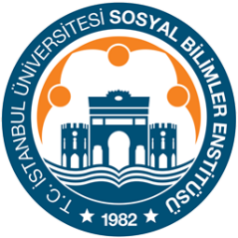 T.C. İSTANBUL ÜNİVERSİTESİ SOSYAL BİLİMLER ENSTİTÜSÜ
★ 1982 ★